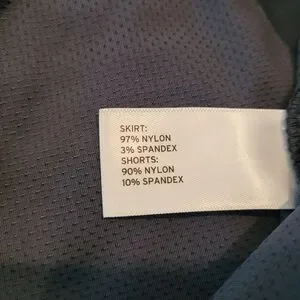 SKIRT:
97% NYLON
3% SPANDEX
SHORTS:
90% NYLON
10% SPANDEX